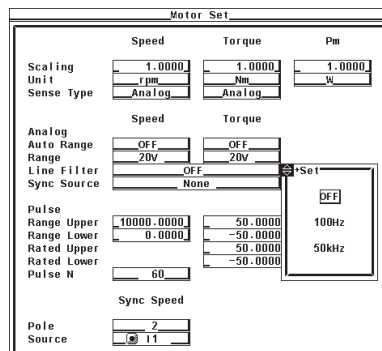 Motor Set
Speed Torque Pm
Scaling 1.0000 1.0000 1.0000
Unit rpm Nm W
Sense Type Analog Analog
Speed Torque
Analog
Auto Range OFF OFF
Range 20V 20V
Line Filter OFF
Sync Source None
Set
OFF
100Hz
50kHz
Pulse
Range Upper 10000.0000 50.0000
Range Lower 0.0000 -50.0000
Rated Upper 50.0000
Rated Lower -50.0000
Pulse N 60
Sync Speed
Pole 2
Source I1